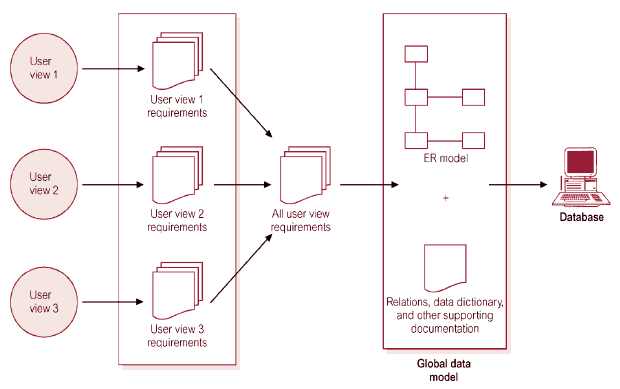 User
view 1
User view 1
requirements
User
view 2
User view 2
requirements
User
view 3
User view 3
requirements
All user view
requirements
ER model
+
Relations, data dictionary,
and other supporting
documentation
Global data
model
Database